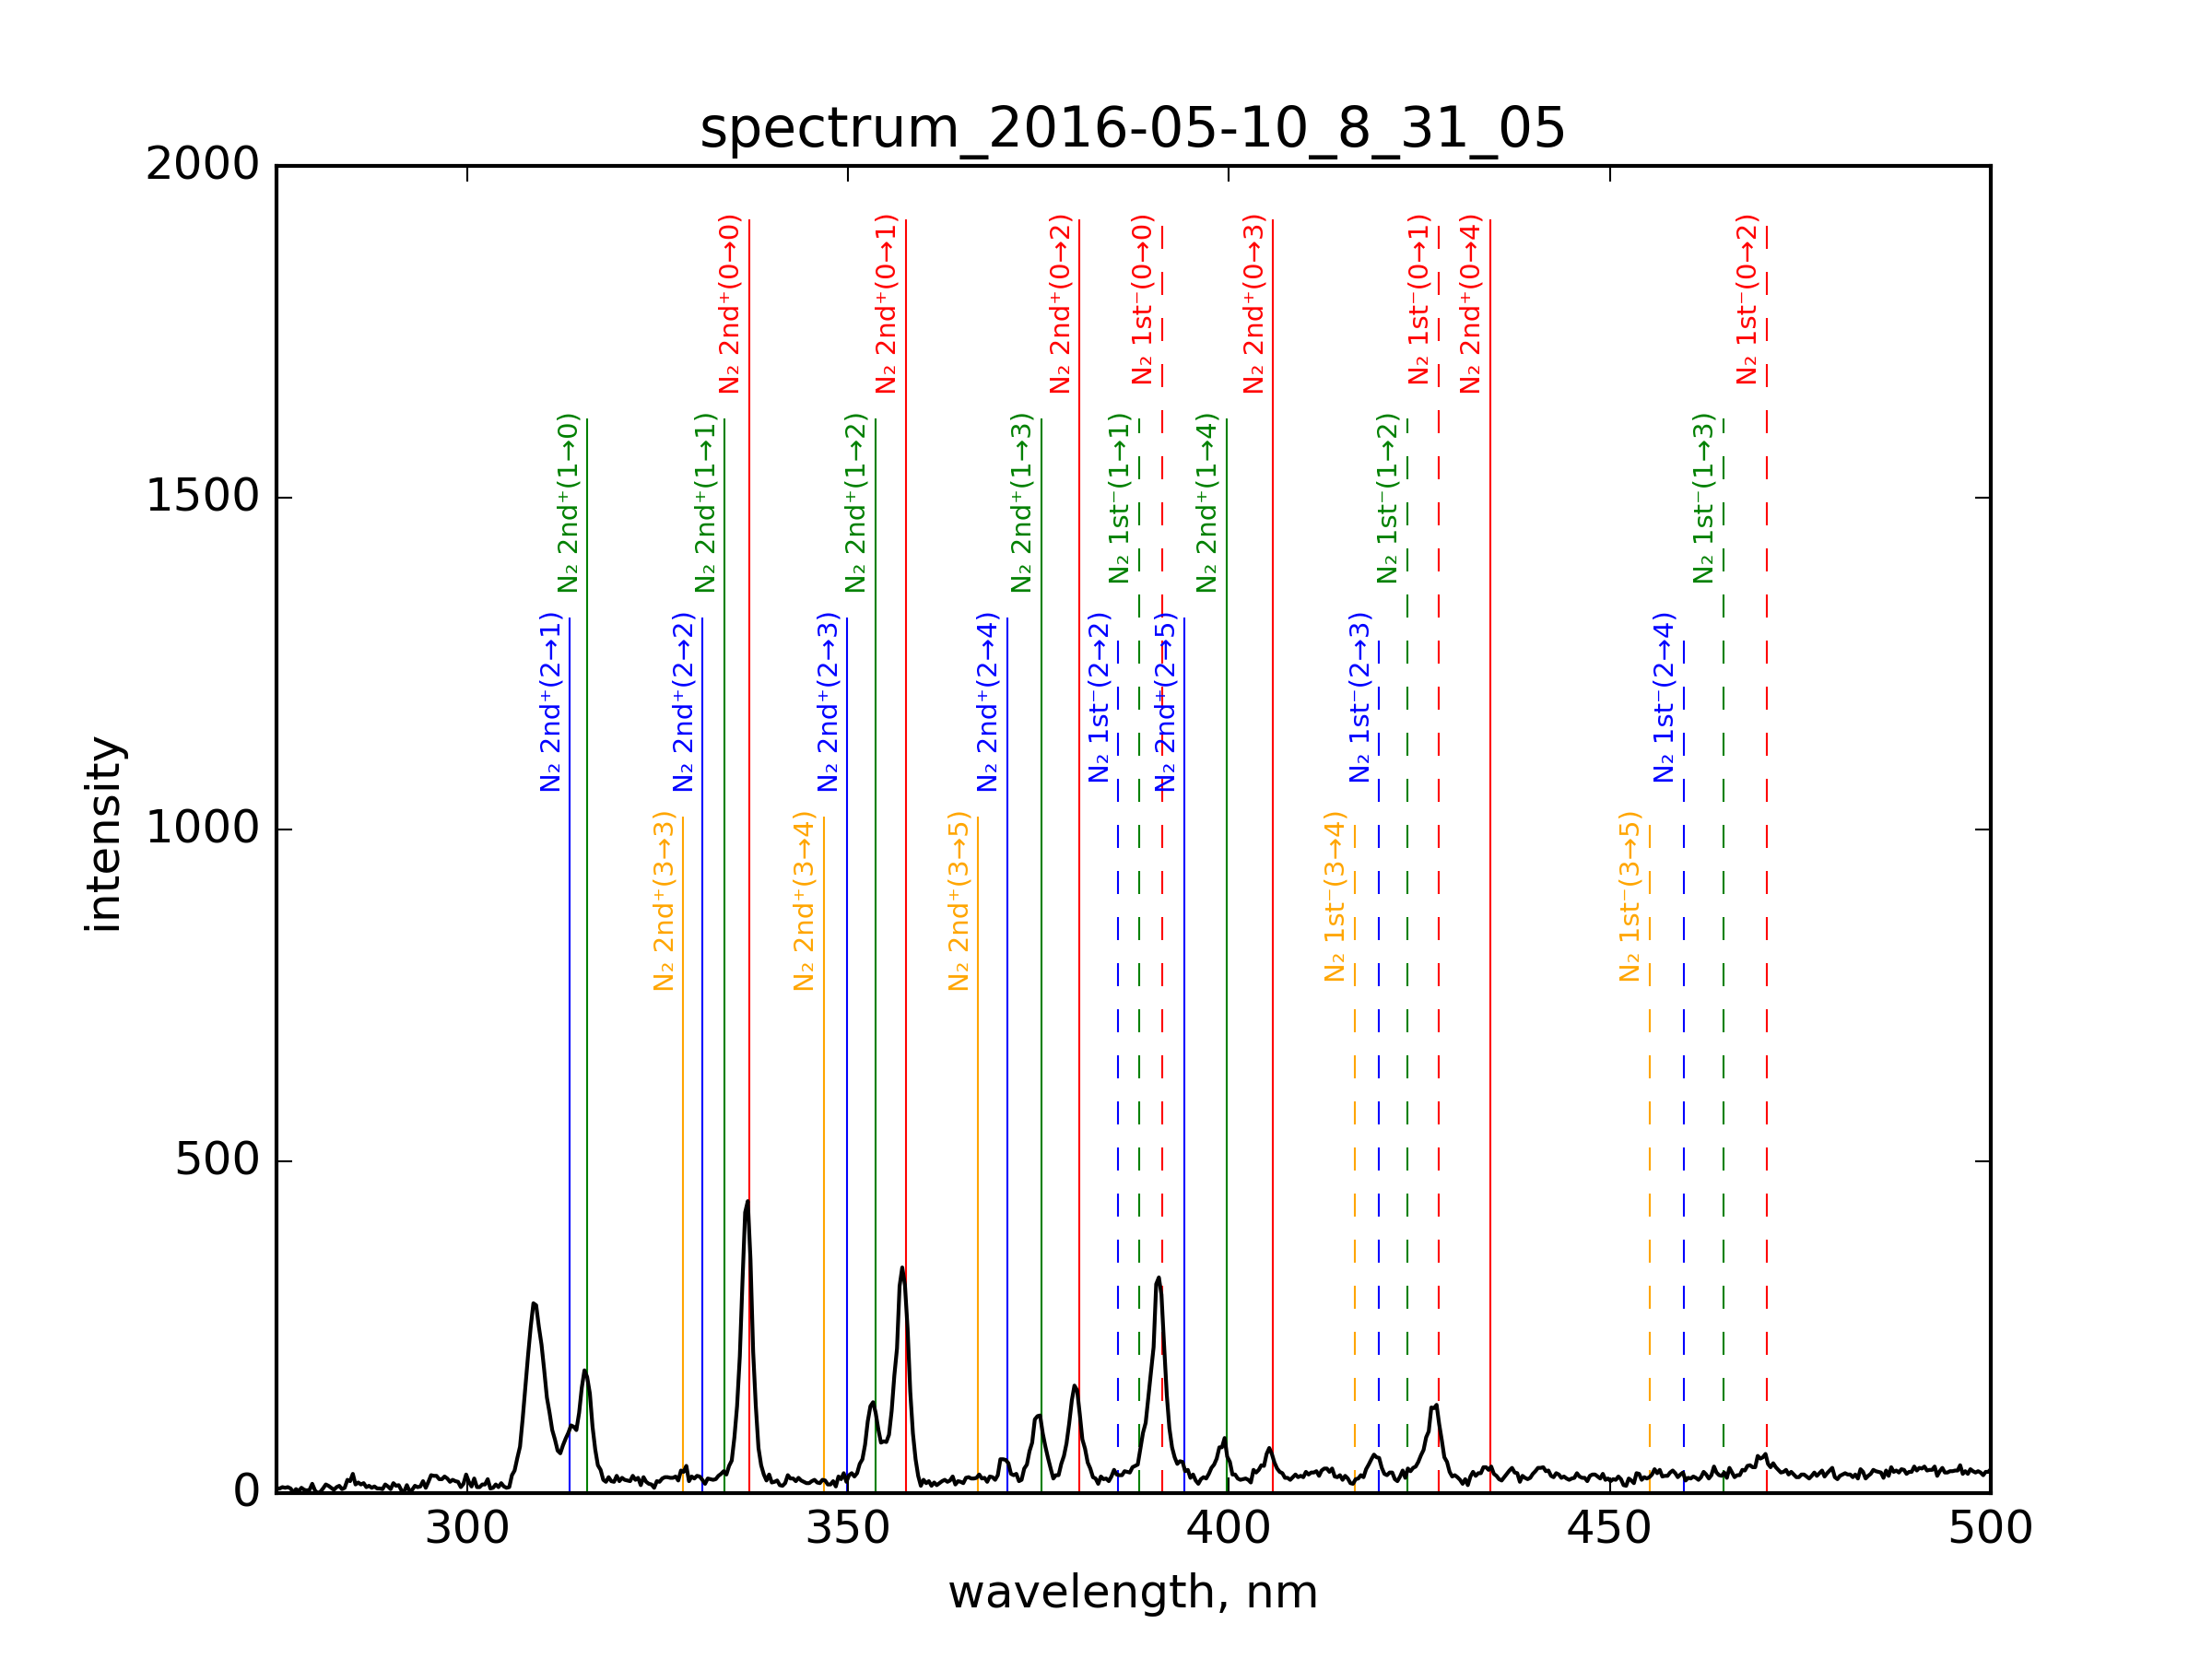 spectrum_2016-05-10_8_31_05
2000
1500
1000
500
0
intensity
N₂ 2nd⁺(0→0)
N₂ 2nd⁺(0→1)
N₂ 2nd⁺(0→2)
N₂ 1st⁻(0→0)
N₂ 2nd⁺(0→3)
N₂ 1st⁻(0→1)
N₂ 2nd⁺(0→4)
N₂ 1st⁻(0→2)
N₂ 2nd⁺(1→0)
N₂ 2nd⁺(1→1)
N₂ 2nd⁺(1→2)
N₂ 2nd⁺(1→3)
N₂ 1st⁻(1→1)
N₂ 2nd⁺(1→4)
N₂ 1st⁻(1→2)
N₂ 1st⁻(1→3)
N₂ 2nd⁺(2→1)
N₂ 2nd⁺(2→2)
N₂ 2nd⁺(2→3)
N₂ 2nd⁺(2→4)
N₂ 1st⁻(2→2)
N₂ 2nd⁺(2→5)
N₂ 1st⁻(2→3)
N₂ 1st⁻(2→4)
N₂ 2nd⁺(3→3)
N₂ 2nd⁺(3→4)
N₂ 2nd⁺(3→5)
N₂ 1st⁻(3→4)
N₂ 1st⁻(3→5)
300 350 400 450 500
wavelength, nm